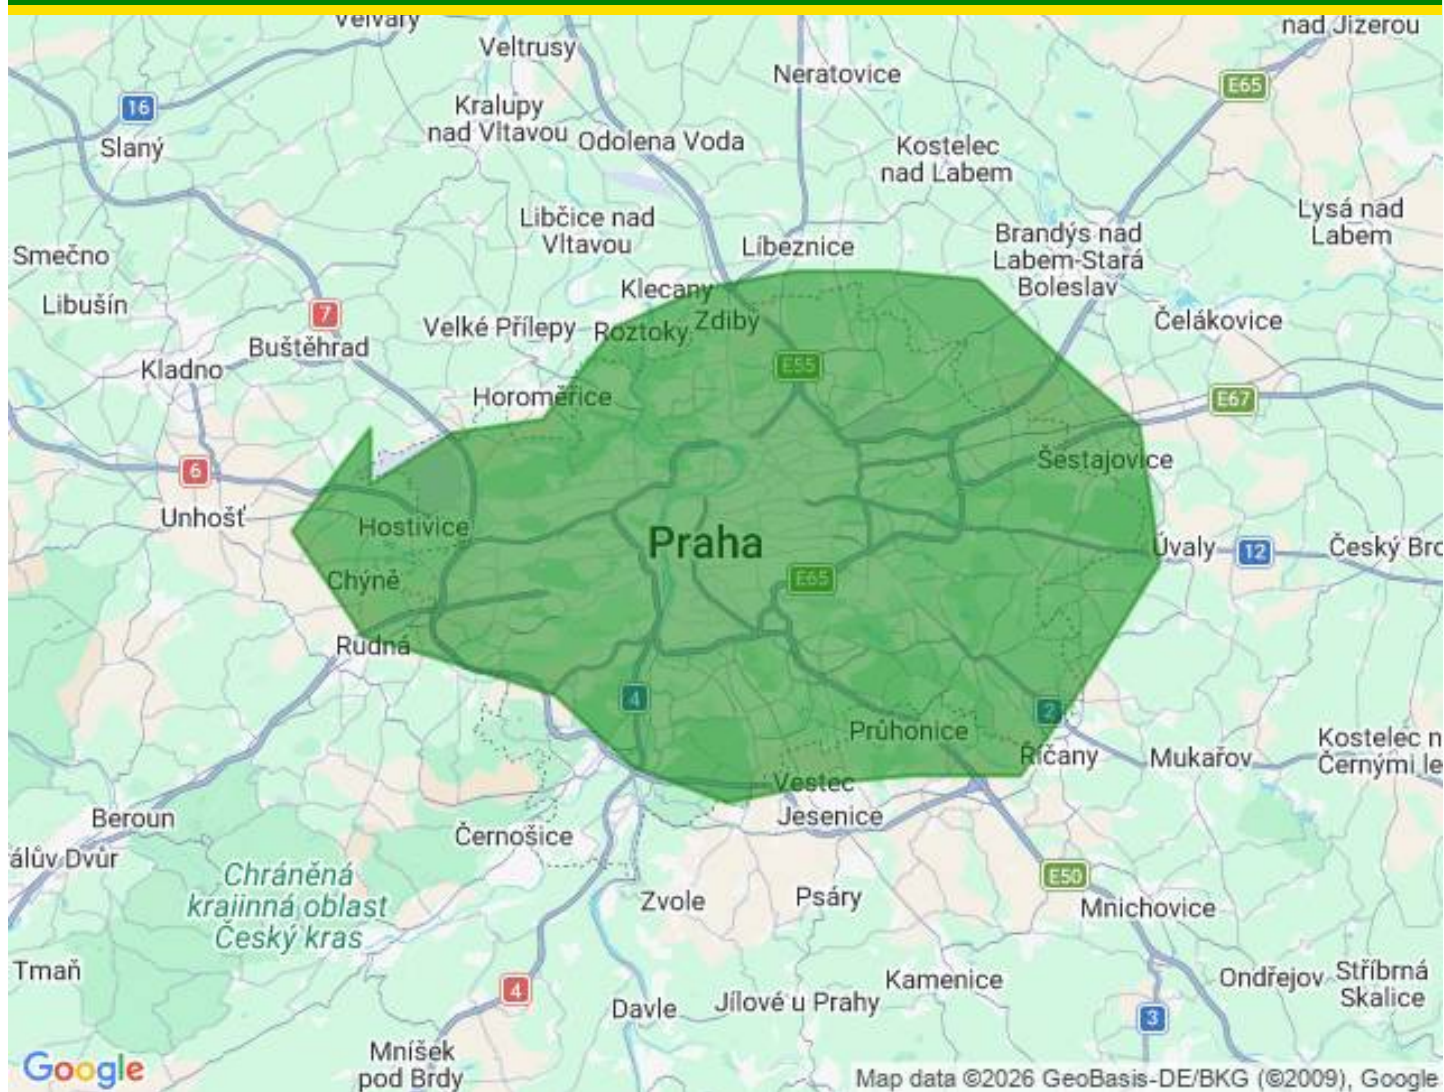 Velvary
Veltrusy
nad Jizerou
Neratovice
E65
16
Kralupy
nad Vltavou
Odolena Voda
Slaný
Kostelec
nad Labem
Libčice nad
Vltavou
Líbeznice
Brandýs nad
Labem-Stará
Boleslav
Lysá nad
Labem
Smečno
Libušín
Klecany
7
Velké Přílepy
Roztoky
Zdiby
Čelákovice
Buštěhrad
Kladno
E55
Horoměřice
E67
6
Šestajovice
Unhošť
Hostivice
Praha
Úvaly
12
Český Bro
Chýně
E65
Rudná
4
2
Průhonice
Říčany
Mukařov
Kostelec n
Černými le
Vestec
Jesenice
Beroun
Černošice
álův Dvůr
Chráněná
krajinná oblast
Český kras
E50
Zvole
Psáry
Mnichovice
Tmaň
Kamenice
Ondřejov
Stříbrná
Skalice
4
Davle
Jílové u Prahy
3
Mníšek
pod Brdy
Google
Map data ©2026 GeoBasis-DE/BKG (©2009), Google